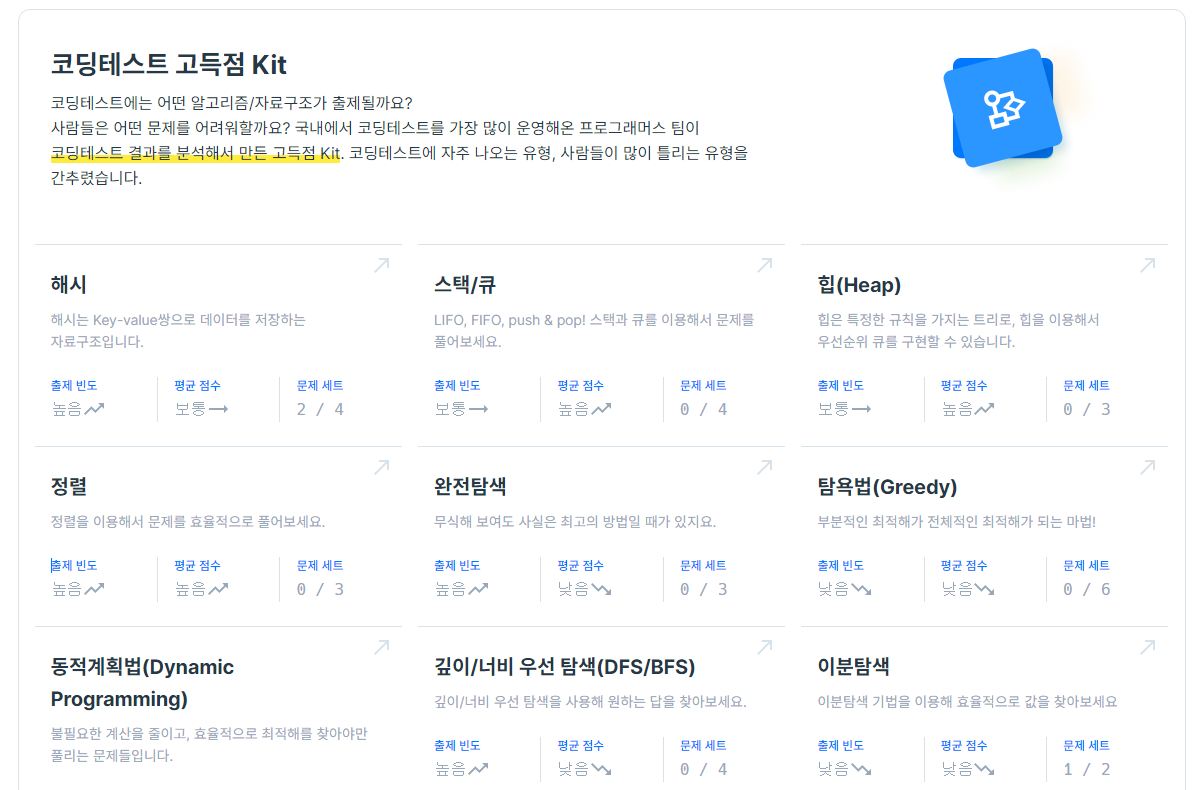 코딩테스트 고득점 Kit
코딩테스트에는 어떤 알고리즘/자료구조가 출제될까요?
사람들은 어떤 문제를 어려워할까요? 국내에서 코딩테스트를 가장 많이 운영해온 프로그래머스 팀이
코딩테스트 결과를 분석해서 만든 고득점 Kit. 코딩테스트에 자주 나오는 유형, 사람들이 많이 틀리는 유형을
간추렸습니다.
해시
해시는 Key-value쌍으로 데이터를 저장하는
자료구조입니다.
출제 빈도 평균 점수 문제 세트
높음 보통 2 / 4
스택/큐
LIFO, FIFO, push & pop! 스택과 큐를 이용해서 문제를
풀어보세요.
출제 빈도 평균 점수 문제 세트
보통 높음 0 / 4
힙(Heap)
힙은 특정한 규칙을 가지는 트리로, 힙을 이용해서
우선순위 큐를 구현할 수 있습니다.
출제 빈도 평균 점수 문제 세트
보통 높음 0 / 3
정렬
정렬을 이용해서 문제를 효율적으로 풀어보세요.
출제 빈도 평균 점수 문제 세트
높음 높음 0 / 3
완전탐색
무식해 보여도 사실은 최고의 방법일 때가 있지요.
출제 빈도 평균 점수 문제 세트
높음 낮음 0 / 3
탐욕법(Greedy)
부분적인 최적해가 전체적인 최적해가 되는 마법!
출제 빈도 평균 점수 문제 세트
낮음 낮음 0 / 6
동적계획법(Dynamic
Programming)
불필요한 계산을 줄이고, 효율적으로 최적해를 찾아야만
풀리는 문제들입니다.
깊이/너비 우선 탐색(DFS/BFS)
깊이/너비 우선 탐색을 사용해 원하는 답을 찾아보세요.
출제 빈도 평균 점수 문제 세트
높음 낮음 0 / 4
이분탐색
이분탐색 기법을 이용해 효율적으로 값을 찾아보세요
출제 빈도 평균 점수 문제 세트
낮음 낮음 1 / 2